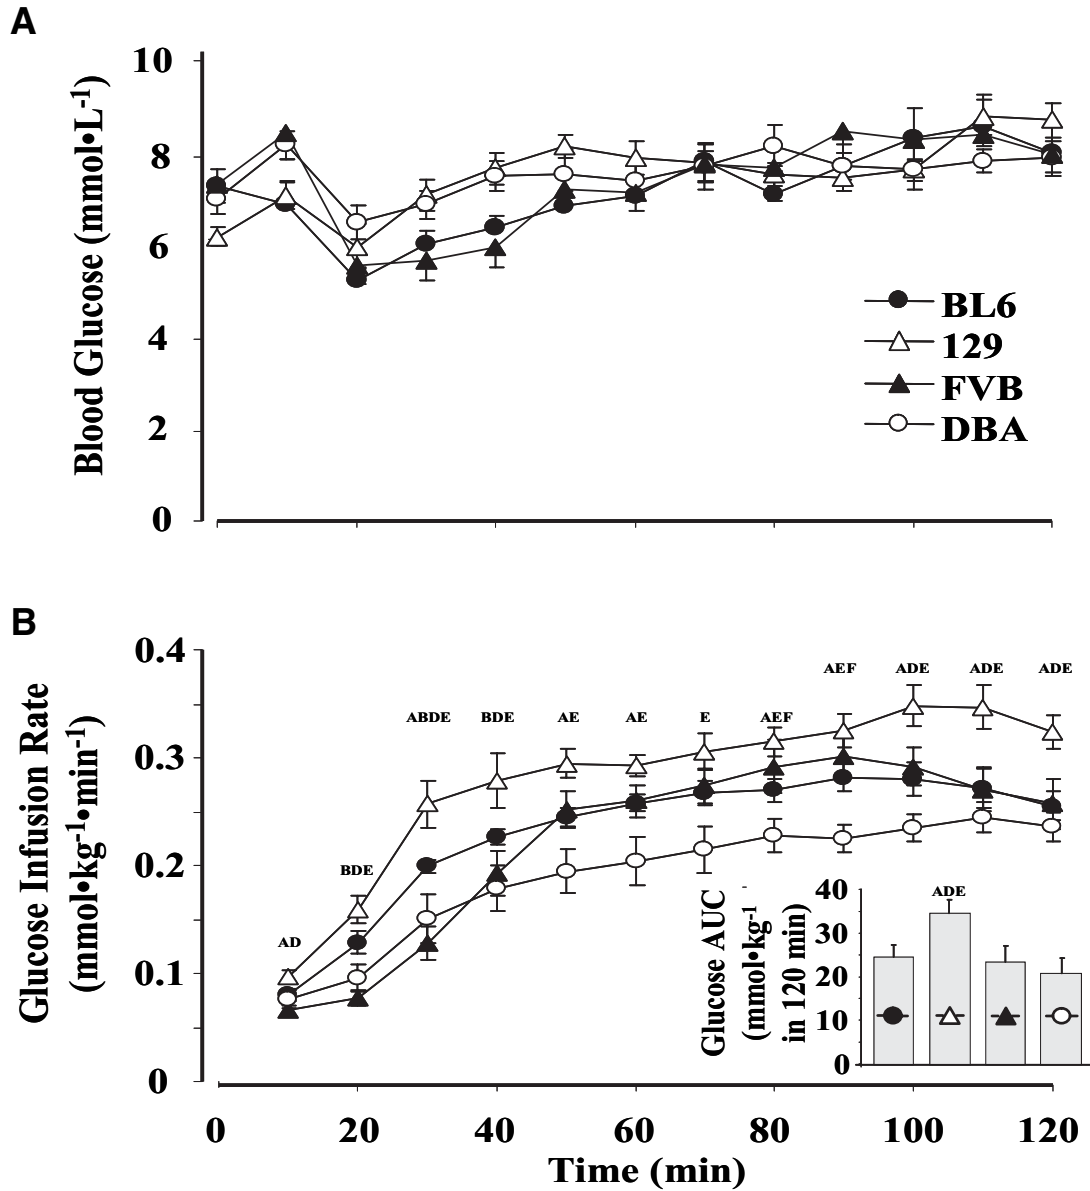 A
10
8
6
4
2
0
Blood Glucose (mmol•L-1)
BL6
129
FVB
DBA
B
0.4
0.3
0.2
0.1
0
Glucose Infusion Rate
(mmol•kg-1•min-1)
AD
BDE
ABDE
BDE
AE
AE
E
AEF
AEF
ADE
ADE
ADE
Glucose AUC
(mmol•kg-1
in 120 min)
40
30
20
10
0
ADE
0 20 40 60 80 100 120
Time (min)